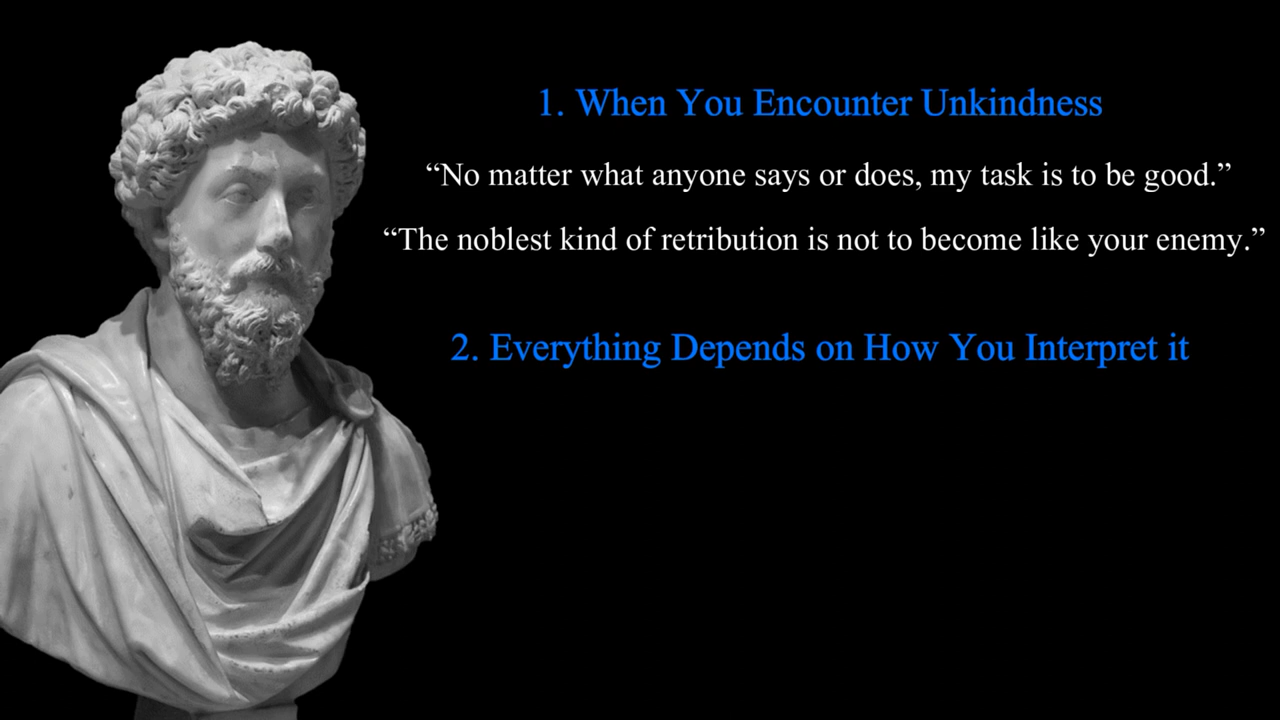 1. When You Encounter Unkindness
“No matter what anyone says or does, my task is to be good.”
“The noblest kind of retribution is not to become like your enemy.”
2. Everything Depends on How You Interpret it